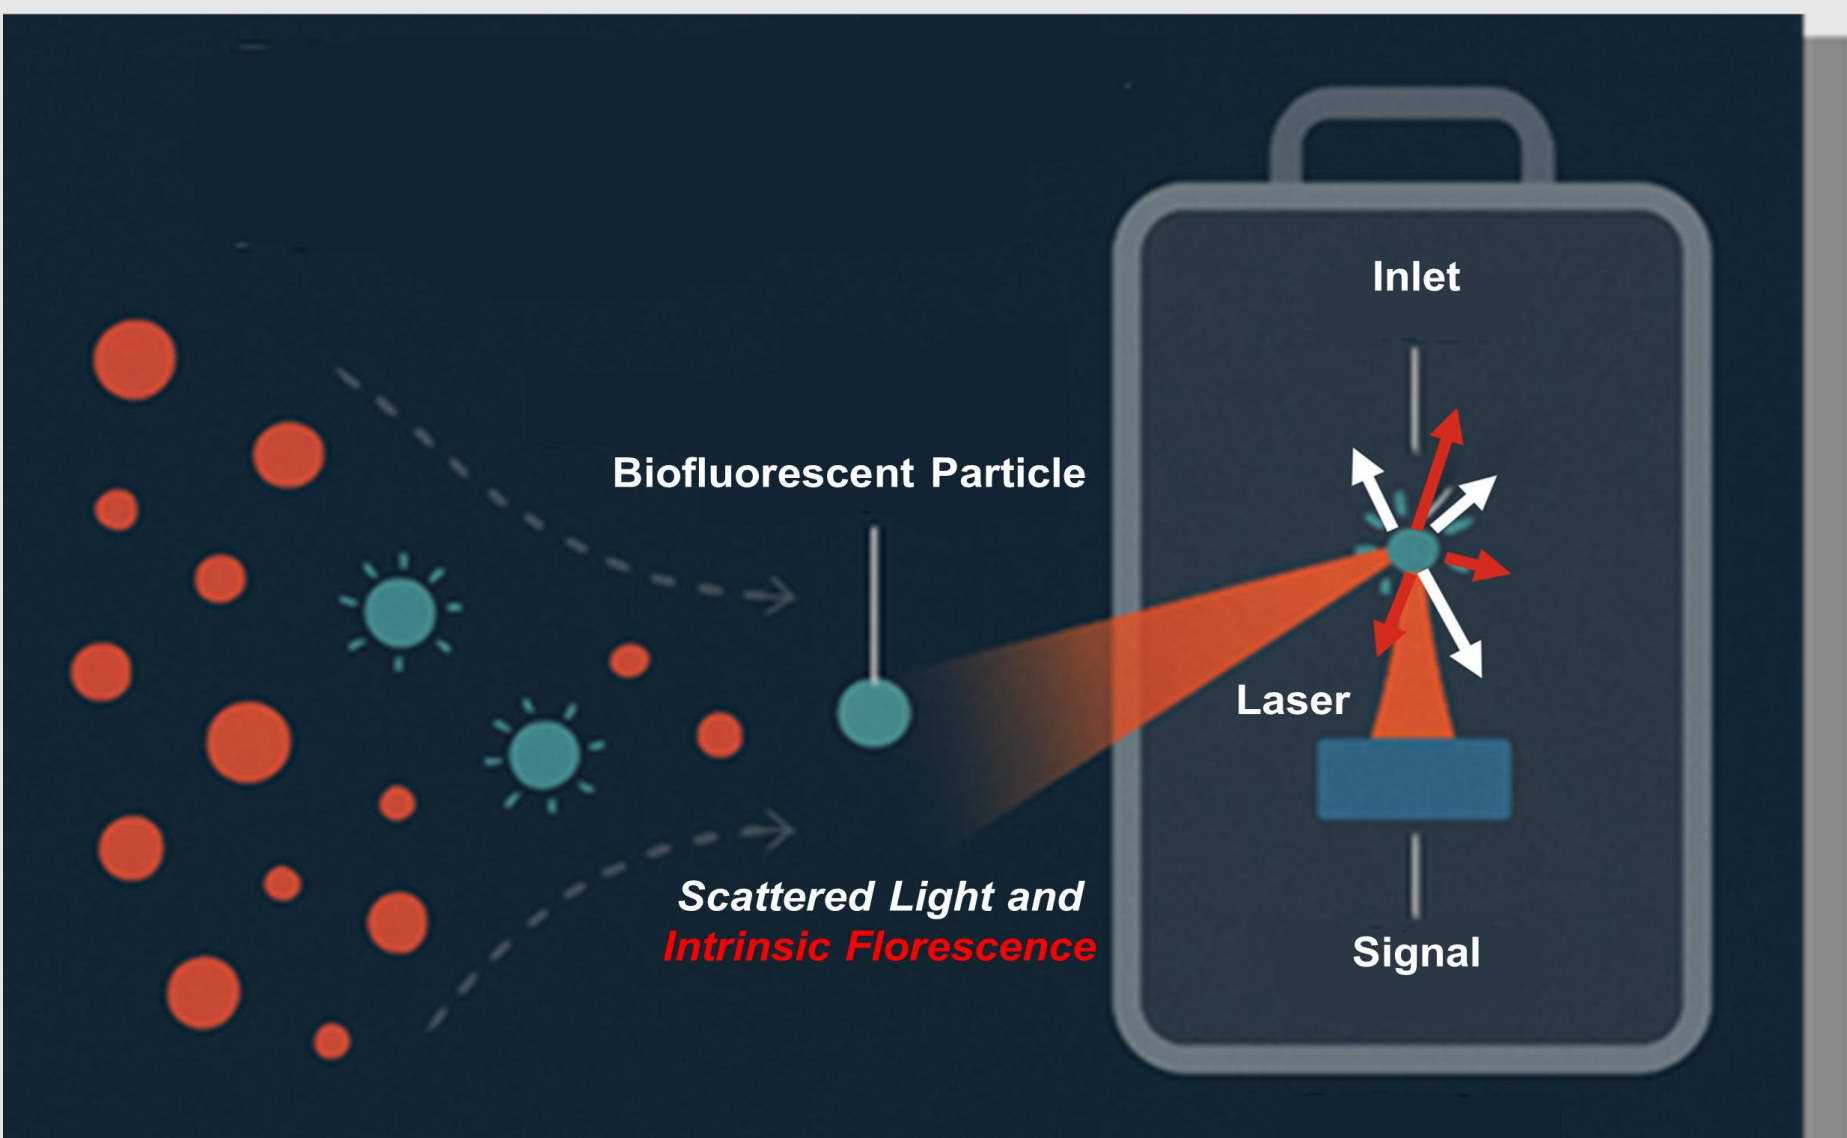 Inlet
Biofluorescent Particle
Laser
Scattered Light and
Intrinsic Florescence
Signal